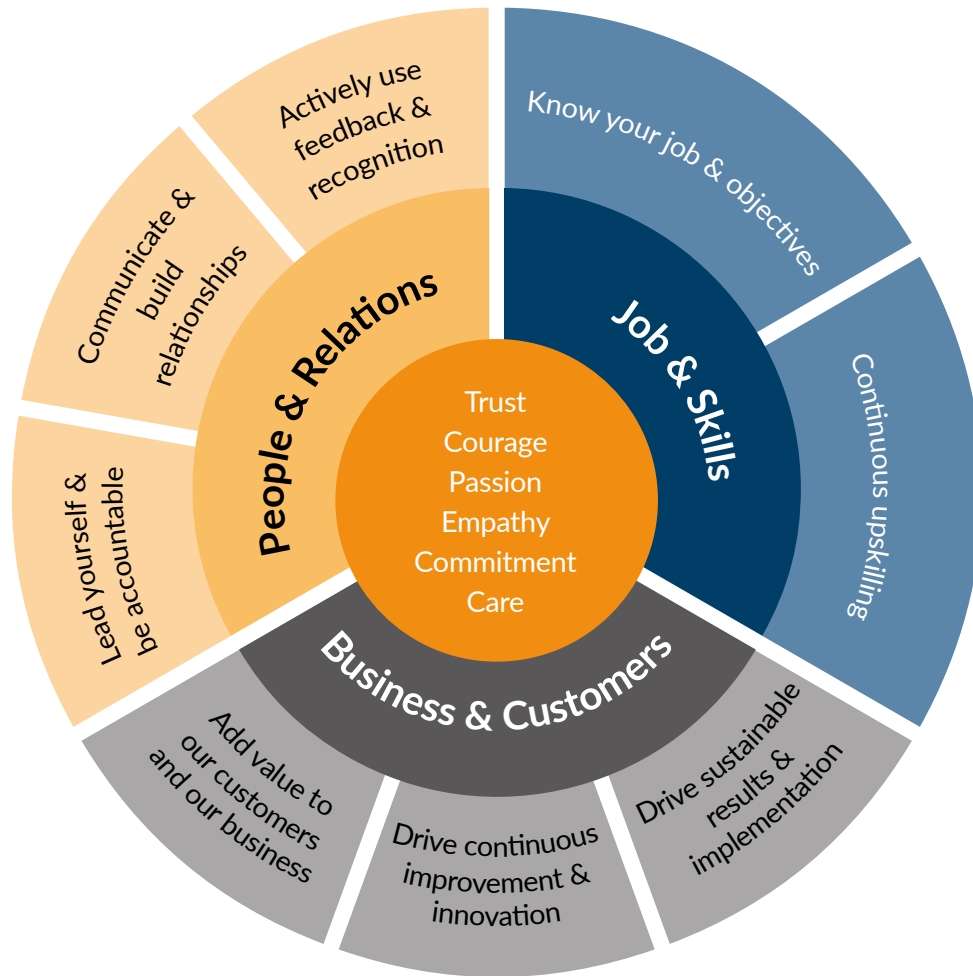 Trust
Courage
Passion
Empathy
Commitment
Care
Job & Skills
Know your job & objectives
Continuous upskilling
Business & Customers
Drive sustainable
results &
implementation
Drive continuous
improvement &
innovation
Add value to
our customers
and our business
People & Relations
Lead yourself &
be accountable
Communicate &
build
relationships
Actively use
feedback &
recognition